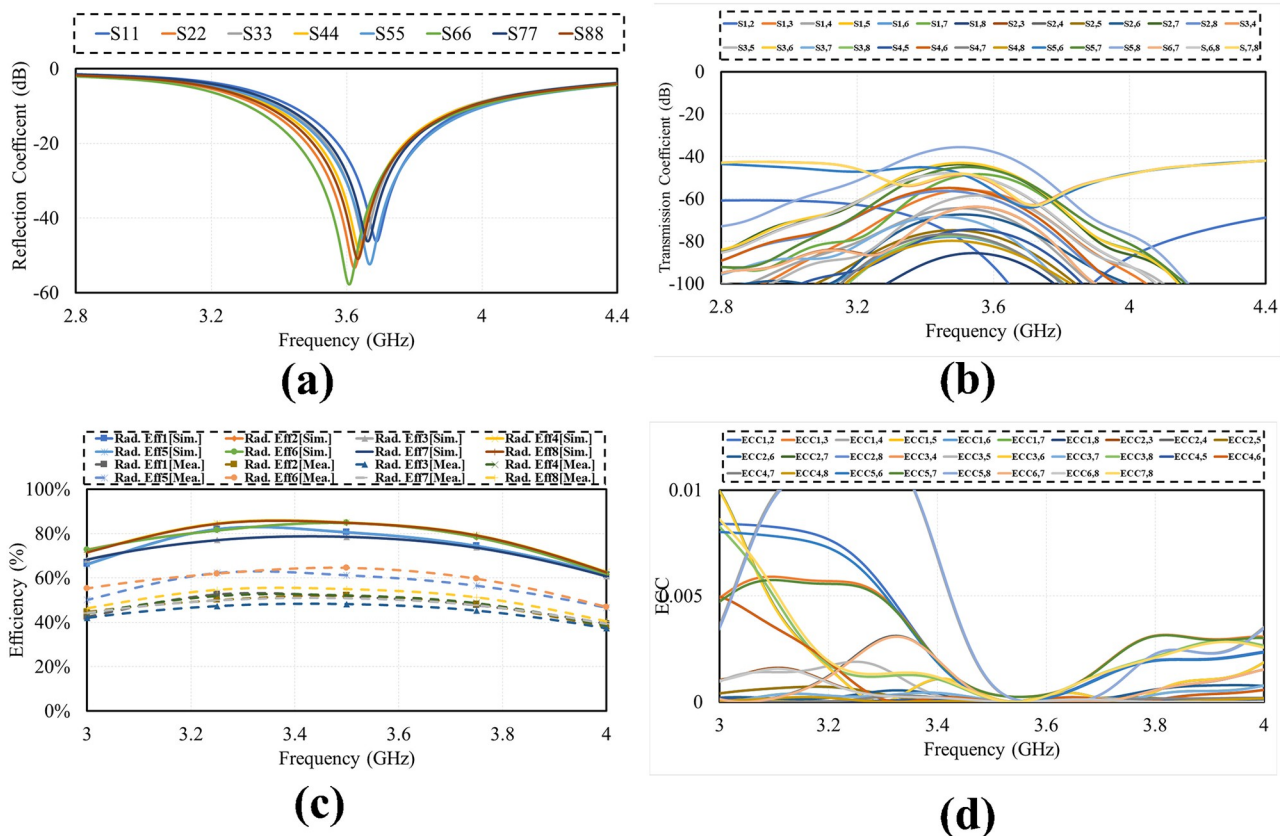 S11 S22 S33 S44 S55 S66 S77 S88
0
-20
-40
-60
Reflection Coefficent (dB)
2.8 3.2 3.6 4 4.4
Frequency (GHz)
(a)
S1,2 S1,3 S1,4 S1,5 S1,6 S1,7 S1,8 S2,3 S2,4 S2,5 S2,6 S2,7 S2,8 S3,4
S3,5 S3,6 S3,7 S3,8 S4,5 S4,6 S4,7 S4,8 S5,6 S5,7 S5,8 S6,7 S,6,8 S,7,8
0
-20
-40
-60
-80
-100
Transmission Coefficient (dB)
2.8 3.2 3.6 4 4.4
Frequency (GHz)
(b)
Rad. Eff1[Sim.] Rad. Eff2[Sim.] Rad. Eff3[Sim.] Rad. Eff4[Sim.]
Rad. Eff5[Sim.] Rad. Eff6[Sim.] Rad. Eff7[Sim.] Rad. Eff8[Sim.]
Rad. Eff1[Mea.] Rad. Eff2[Mea.] Rad. Eff3[Mea.] Rad. Eff4[Mea.]
Rad. Eff5[Mea.] Rad. Eff6[Mea.] Rad. Eff7[Mea.] Rad. Eff8[Mea.]
100%
80%
60%
40%
20%
0%
Efficiency (%)
3 3.2 3.4 3.6 3.8 4
Frequency (GHz)
(c)
ECC1,2 ECC1,3 ECC1,4 ECC1,5 ECC1,6 ECC1,7 ECC1,8 ECC2,3 ECC2,4 ECC2,5
ECC2,6 ECC2,7 ECC2,8 ECC3,4 ECC3,5 ECC3,6 ECC3,7 ECC3,8 ECC4,5 ECC4,6
ECC4,7 ECC4,8 ECC5,6 ECC5,7 ECC5,8 ECC6,7 ECC6,8 ECC7,8
0.01
0.005
0
ECC
3 3.2 3.4 3.6 3.8 4
Frequency (GHz)
(d)